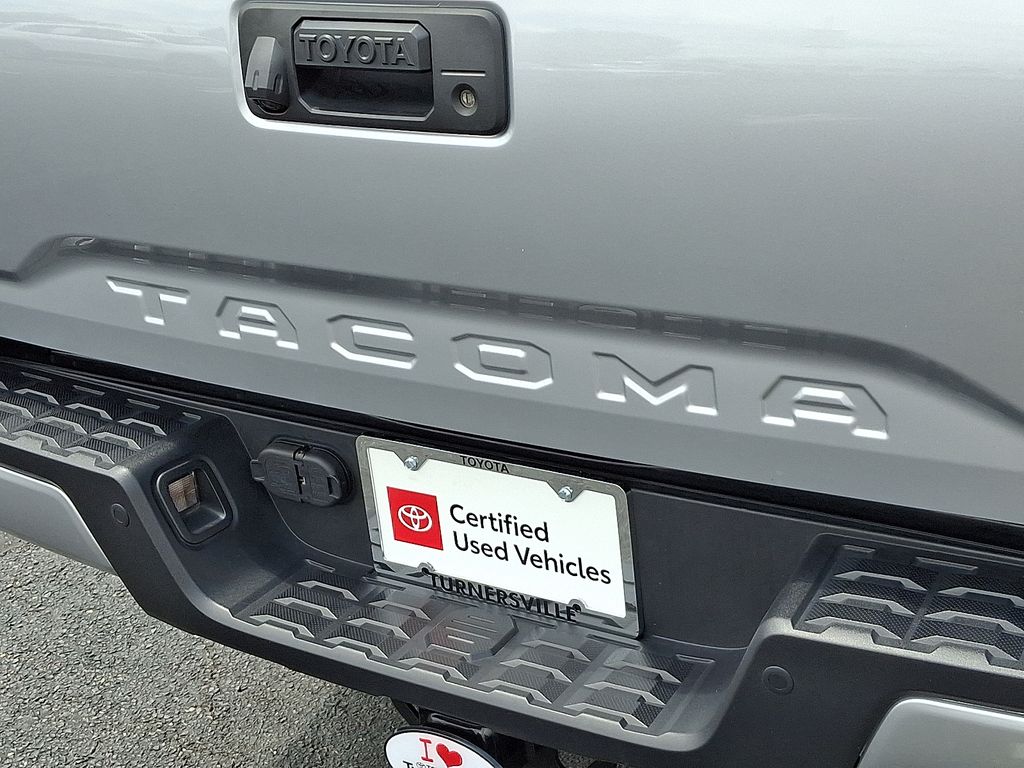 TOYOTA
TACOMA
TOYOTA
Certified
Used Vehicles
TURNERSVILLE
I